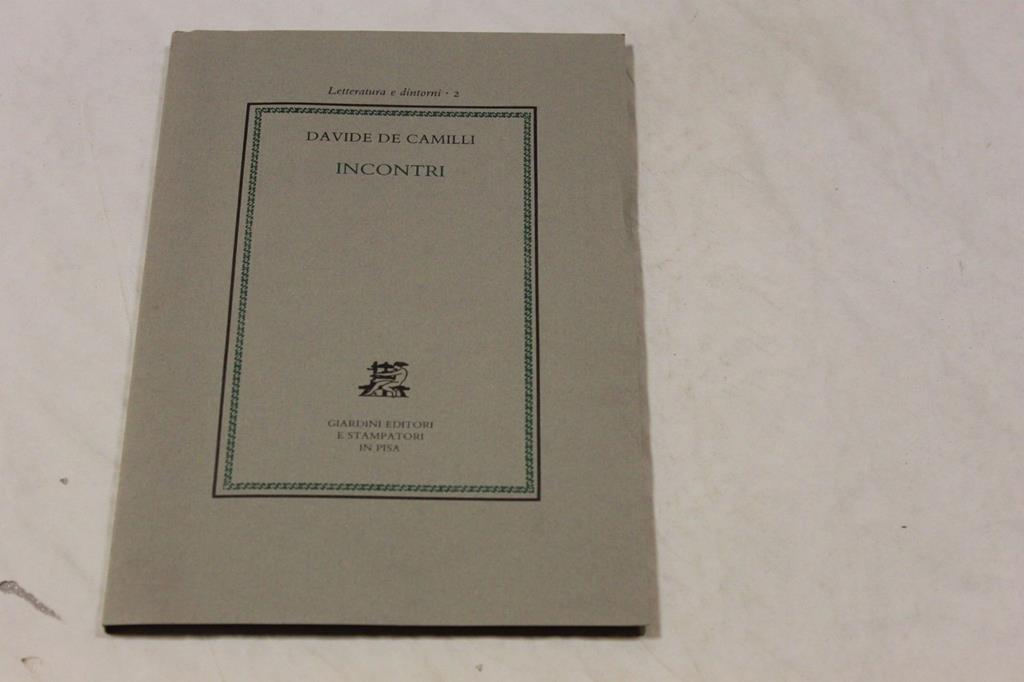 Letteratura e dintorni · 2
DAVIDE DE CAMILLI
INCONTRI
GIARDINI EDITORI
E STAMPATORI
IN PISA